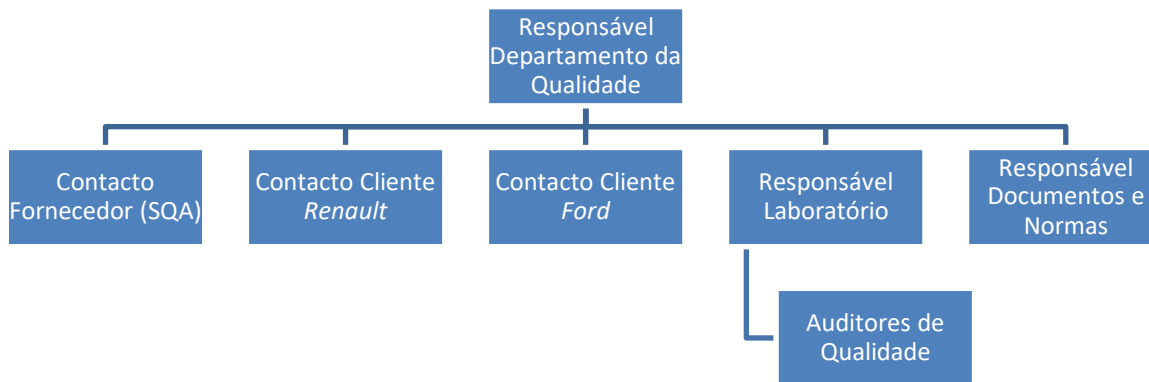 Responsável
Departamento da
Qualidade
Contacto
Fornecedor (SQA)
Contacto Cliente
Renault
Contacto Cliente
Ford
Responsável
Laboratório
Responsável
Documentos e
Normas
Auditores de
Qualidade